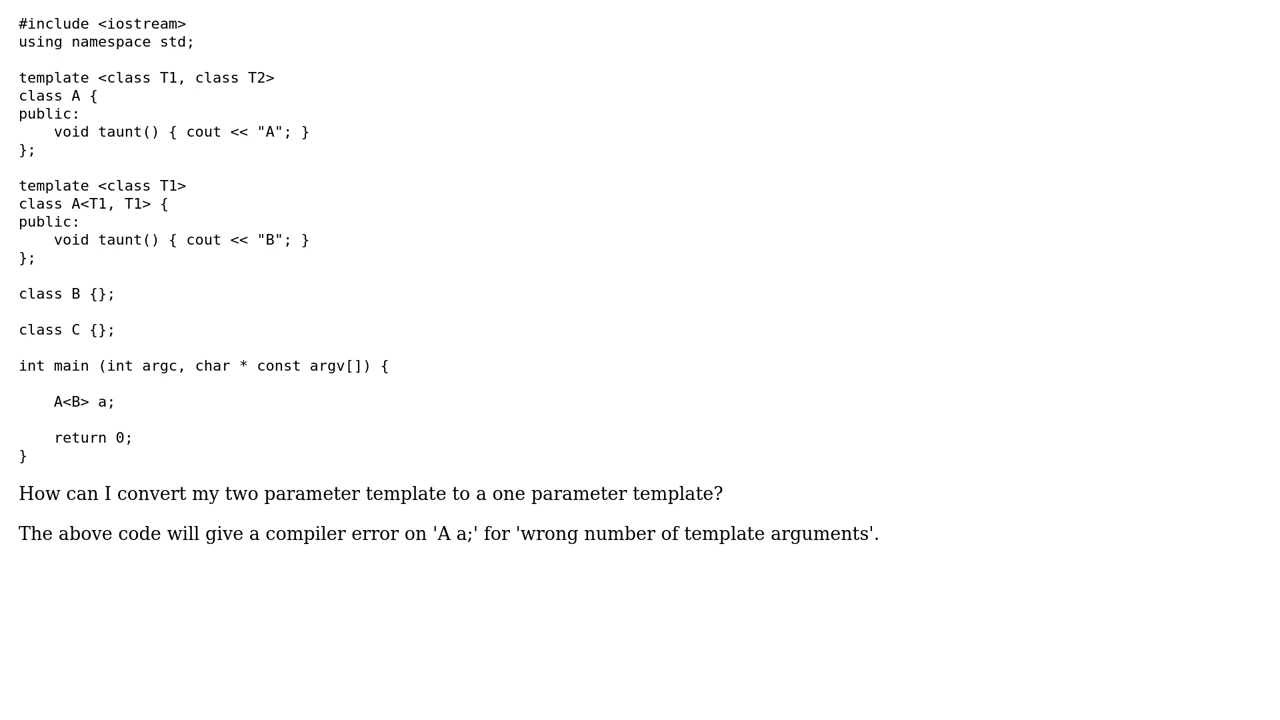 #include <iostream>
using namespace std;

template <class T1, class T2>
class A {
public:
    void taunt() { cout << "A"; }
};

template <class T1>
class A<T1, T1> {
public:
    void taunt() { cout << "B"; }
};

class B {};

class C {};

int main (int argc, char * const argv[]) {

    A<B> a;

    return 0;
}

How can I convert my two parameter template to a one parameter template?

The above code will give a compiler error on 'A a;' for 'wrong number of template arguments'.